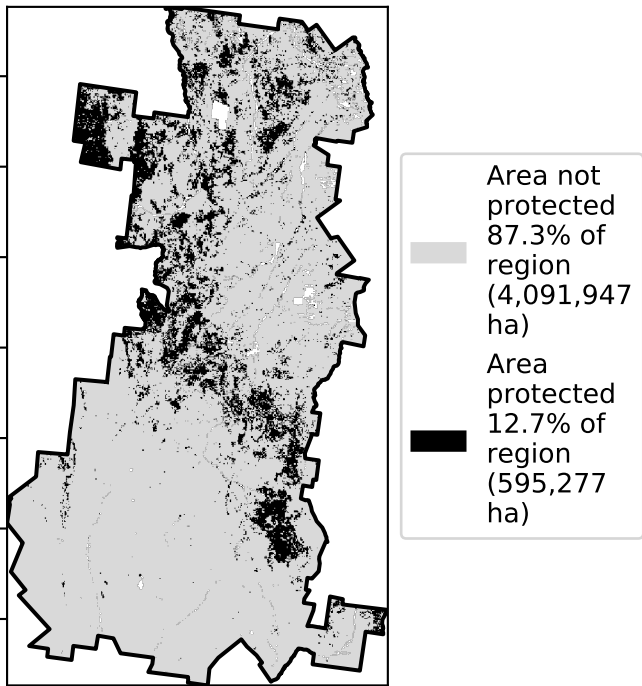 Area not
protected
87.3% of
region
(4,091,947
ha)
Area
protected
12.7% of
region
(595,277
ha)